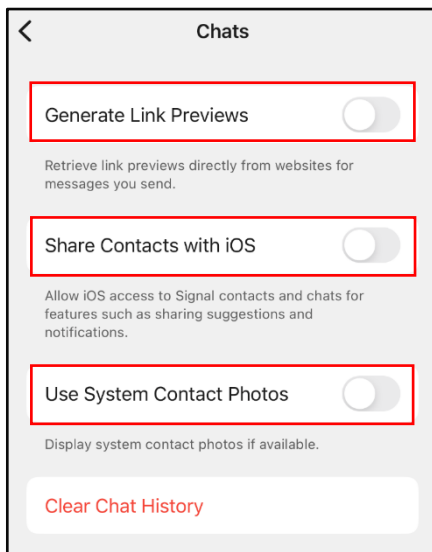 Chats
Generate Link Previews
Retrieve link previews directly from websites for
messages you send.
Share Contacts with iOS
Allow iOS access to Signal contacts and chats for
features such as sharing suggestions and
notifications.
Use System Contact Photos
Display system contact photos if available.
Clear Chat History